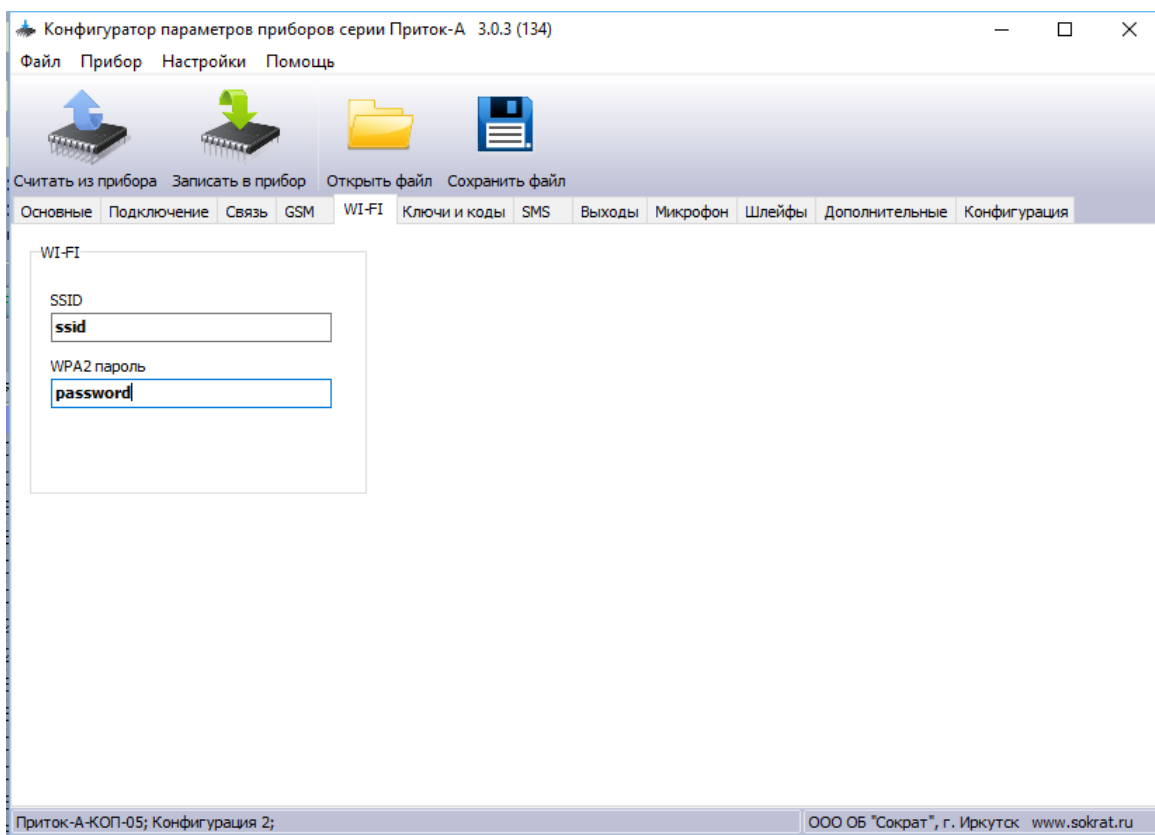 Конфигуратор параметров приборов серии Приток-А 3.0.3 (134)
Файл Прибор Настройки Помощь
Считать из прибора Записать в прибор Открыть файл Сохранить файл
Основные Подключение Связь GSM WI-FI Ключи и коды SMS Выходы Микрофон Шлейфы Дополнительные Конфигурация
WI-FI
SSID
ssid
WPA2 пароль
password
Приток-А-КОП-05; Конфигурация 2; ООО ОБ "Сократ", г. Иркутск www.sokrat.ru